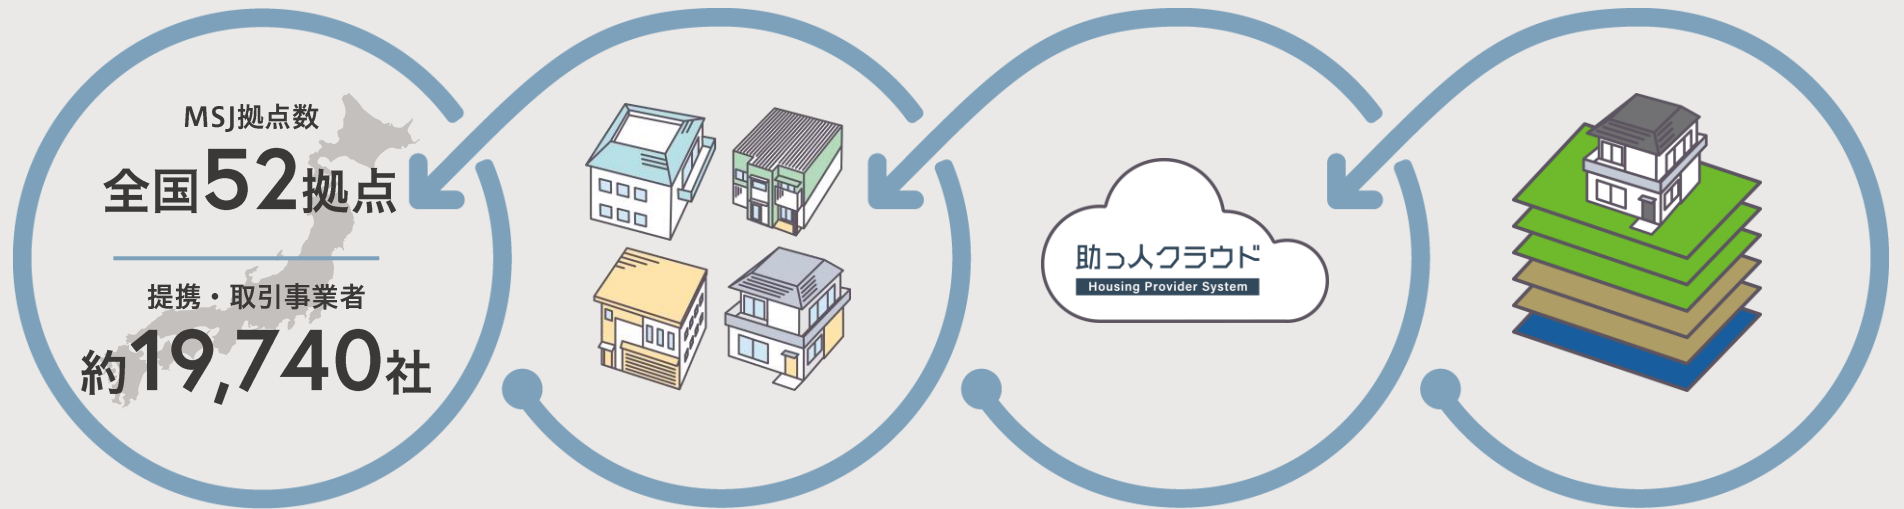 MSJ拠点数
全国52拠点
提携・取引事業者
約19,740社
助っ人クラウド
Housing Provider System